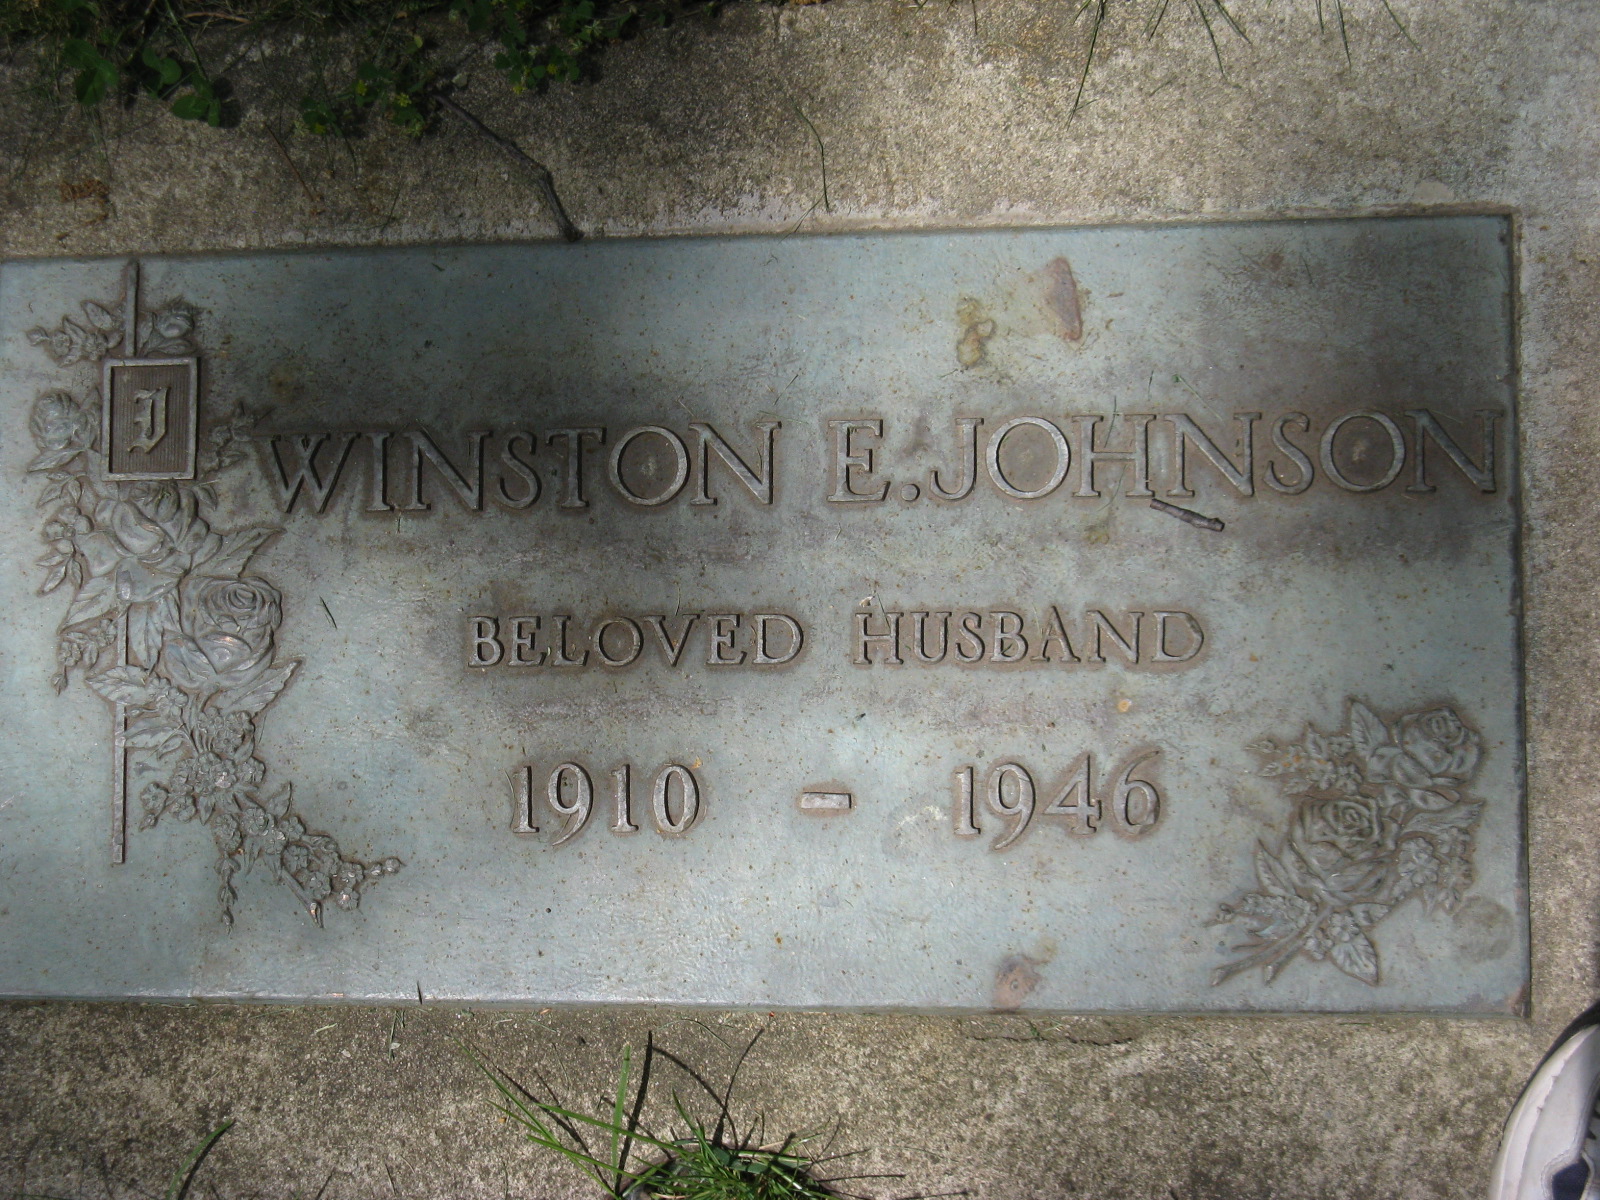 J
WINSTON E. JOHNSON
BELOVED HUSBAND
1910 - 1946